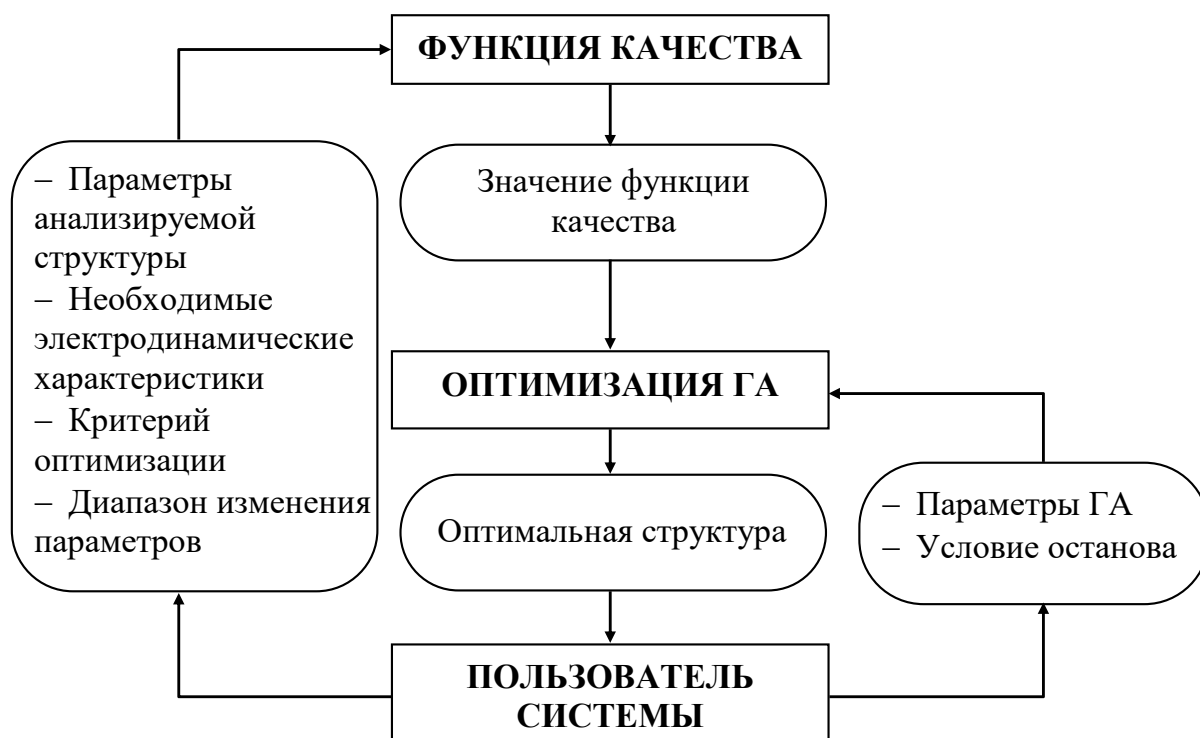 ФУНКЦИЯ КАЧЕСТВА
– Параметры
анализируемой
структуры
– Необходимые
электродинамические
характеристики
– Критерий
оптимизации
– Диапазон изменения
параметров
Значение функции
качества
ОПТИМИЗАЦИЯ ГА
Оптимальная структура
– Параметры ГА
– Условие останова
ПОЛЬЗОВАТЕЛЬ
СИСТЕМЫ